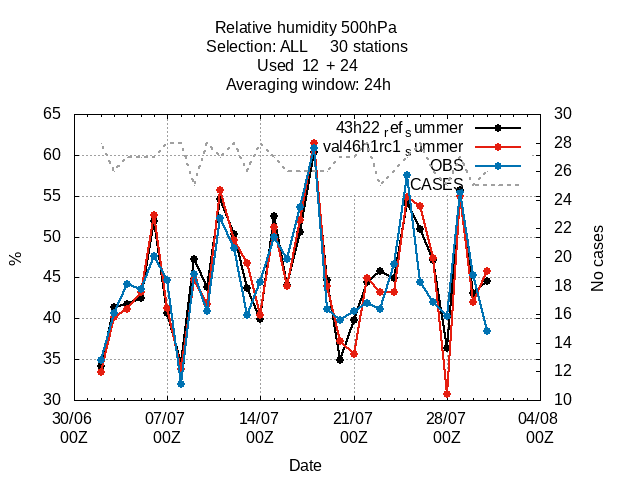 Relative humidity 500hPa
Selection: ALL 30 stations
Used 12 + 24
Averaging window: 24h
65 30
60 28
55 26
50 24
45 22
40 20
35 18
30 16
14
12
10
43h22 refsummer
val46h1rc1 summer
OBS
CASES
%
No cases
30/06 07/07 14/07 21/07 28/07 04/08
00Z 00Z 00Z 00Z 00Z 00Z
Date